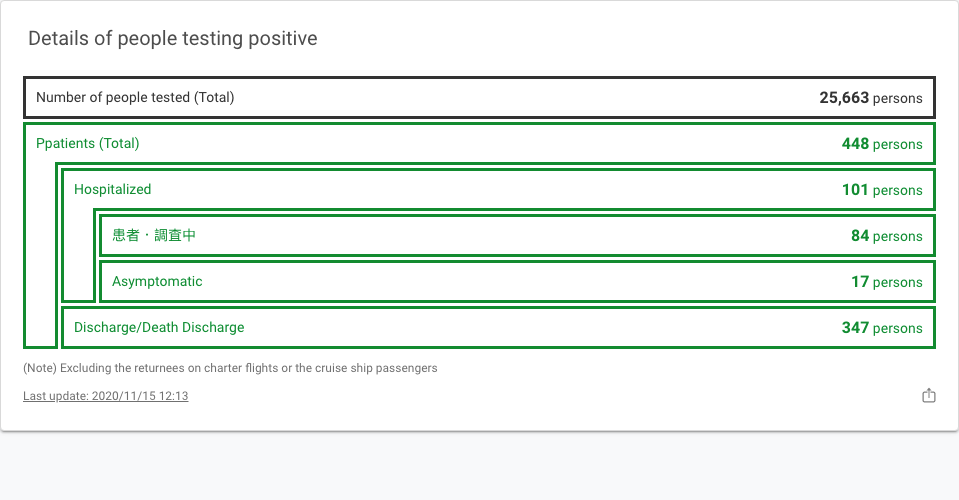 Details of people testing positive
Number of people tested (Total) 25,663 persons
Ppatients (Total) 448 persons
Hospitalized 101 persons
患者・調査中 84 persons
Asymptomatic 17 persons
Discharge/Death Discharge 347 persons
(Note) Excluding the returnees on charter flights or the cruise ship passengers
Last update: 2020/11/15 12:13